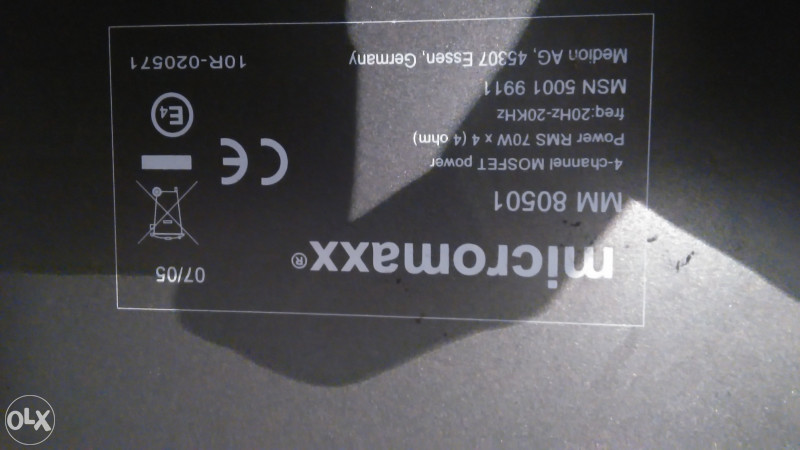 micromaxx®
07/05
MM 80501
4-channel MOSFET power
Power RMS 70W x 4 (4 ohm)
freq:20Hz-20KHz
MSN 5001 9911
Medion AG, 45307 Essen, Germany
CE
E4
10R-020571
OLX